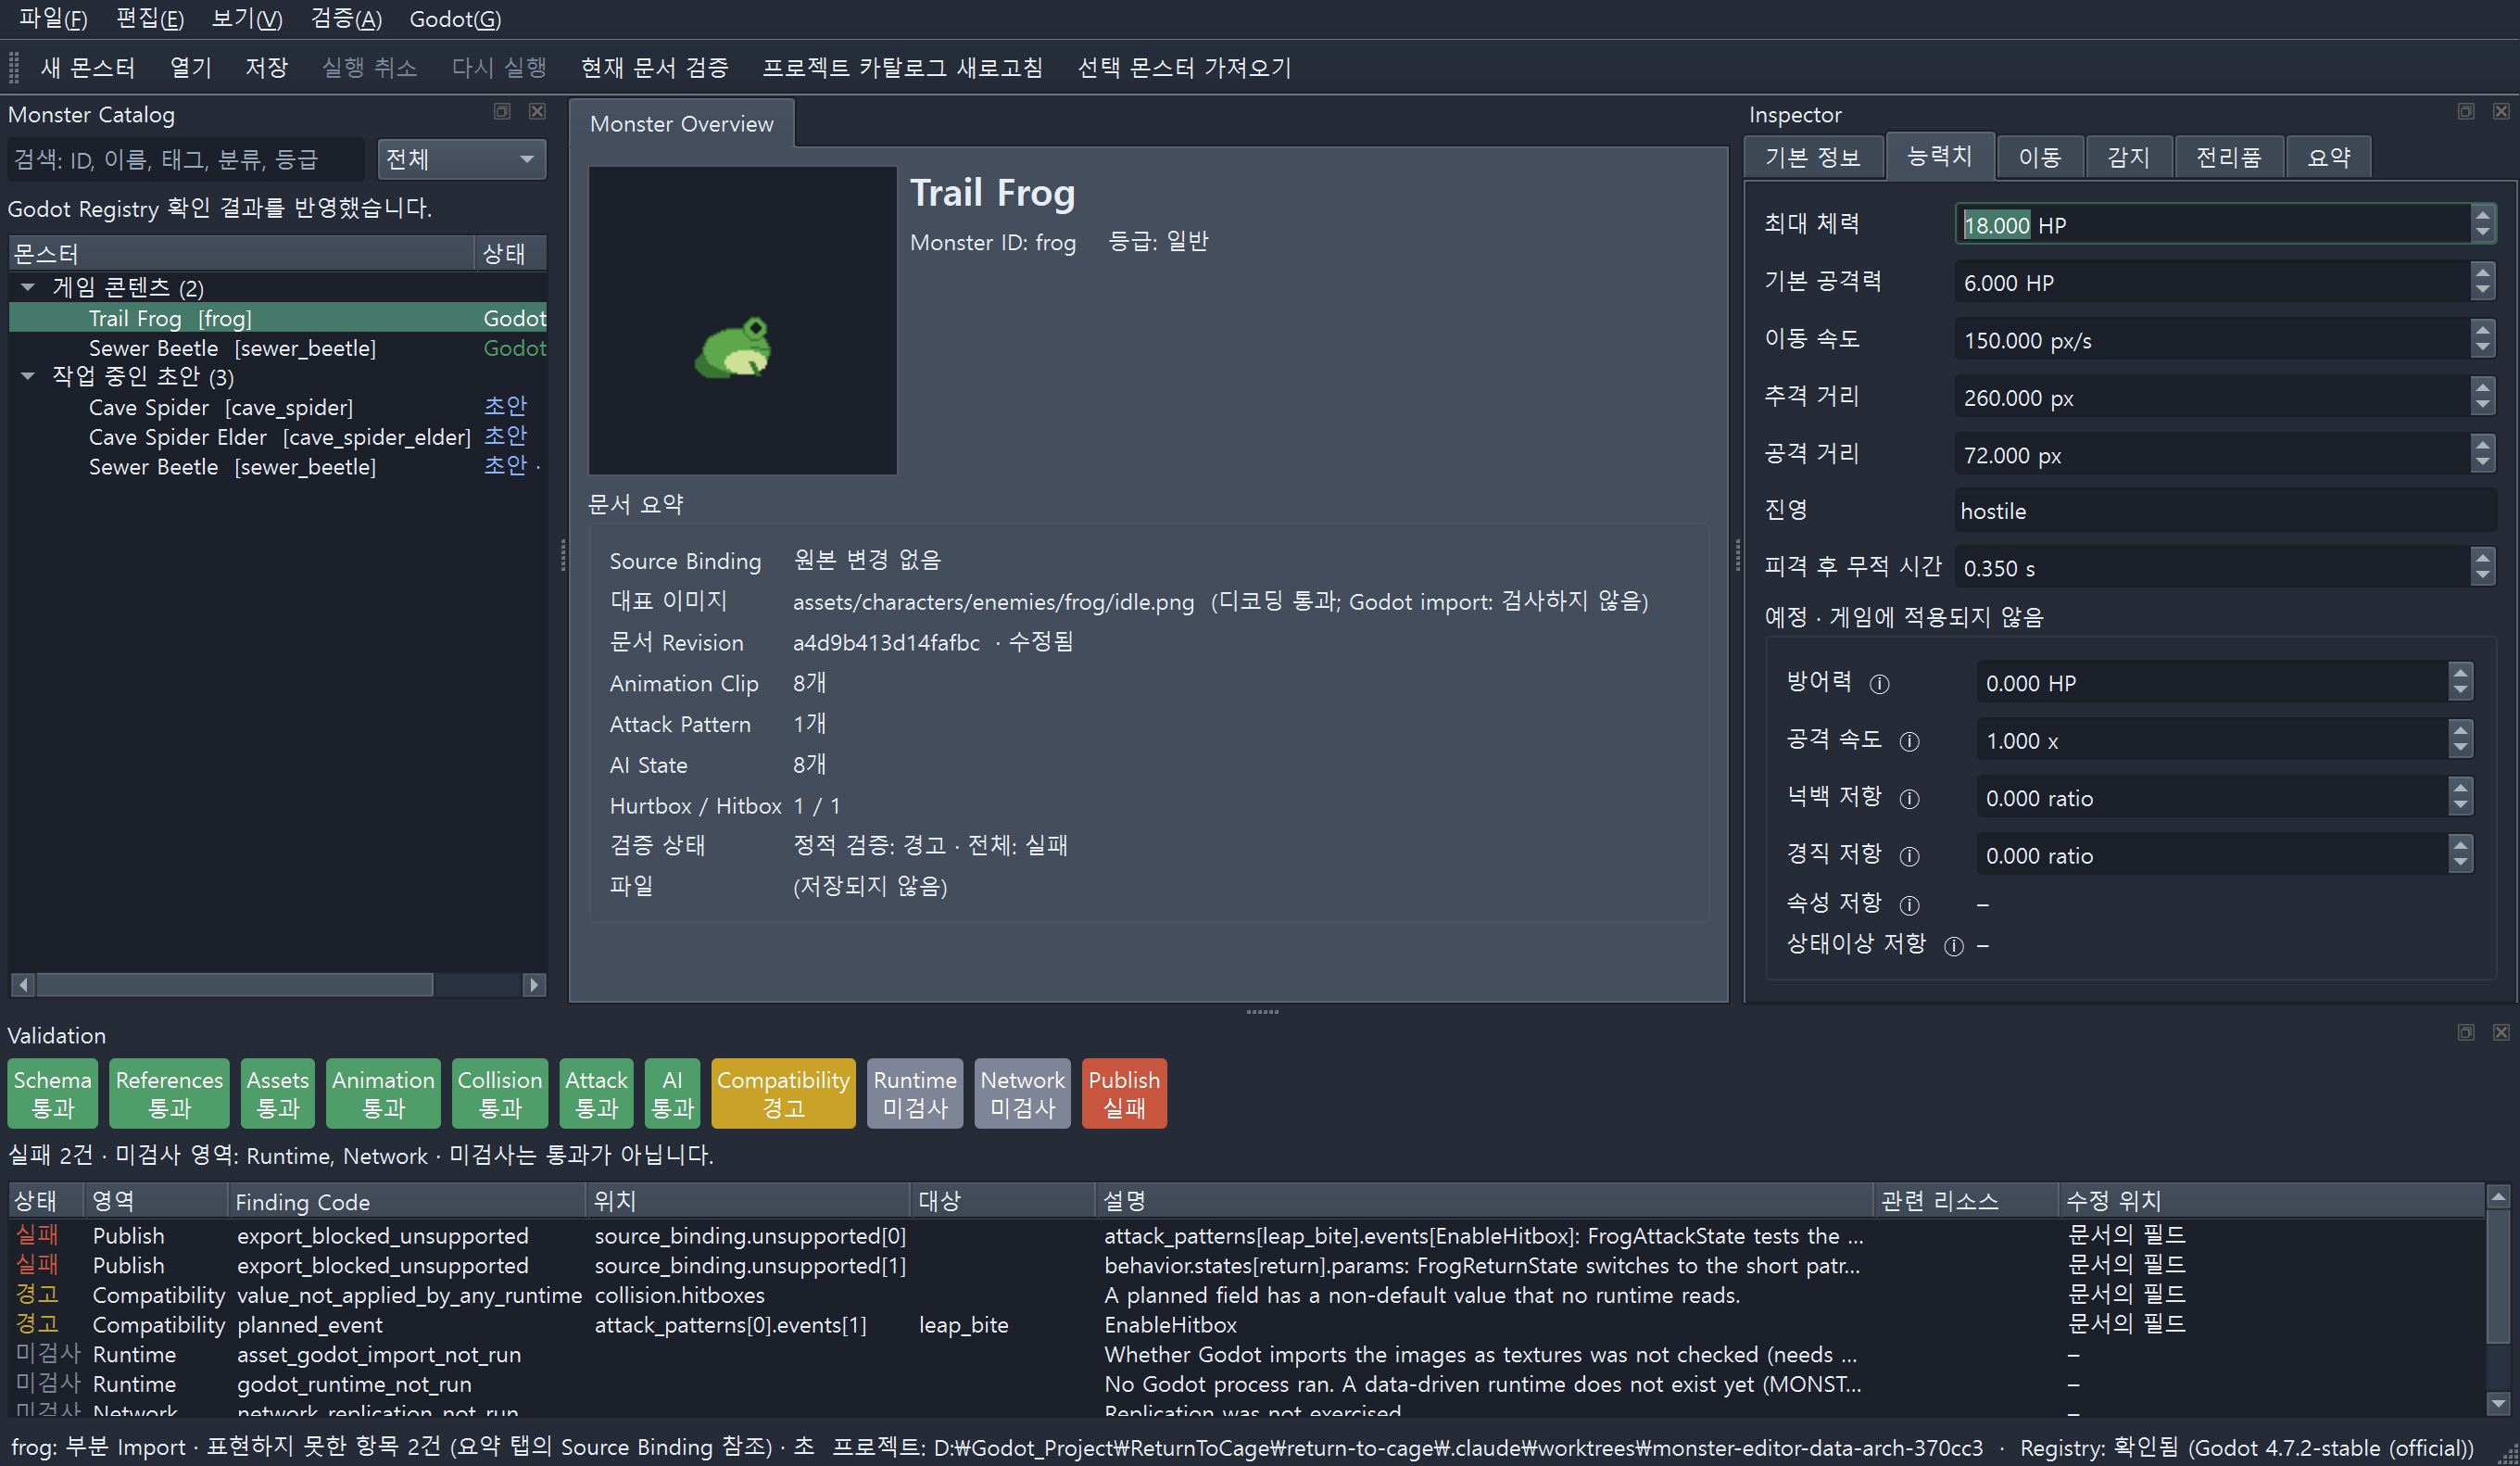 파일(F) 편집(E) 보기(V) 검증(A) Godot(G)
새 몬스터 열기 저장 실행 취소 다시 실행 현재 문서 검증 프로젝트 카탈로그 새로고침 선택 몬스터 가져오기
Monster Catalog
검색: ID, 이름, 태그, 분류, 등급 전체
Godot Registry 확인 결과를 반영했습니다.
몬스터 상태
게임 콘텐츠 (2)
Trail Frog [frog] Godot
Sewer Beetle [sewer_beetle] Godot
작업 중인 초안 (3)
Cave Spider [cave_spider] 초안
Cave Spider Elder [cave_spider_elder] 초안
Sewer Beetle [sewer_beetle] 초안 ·
Monster Overview
Trail Frog
Monster ID: frog 등급: 일반
문서 요약
Source Binding 원본 변경 없음
대표 이미지 assets/characters/enemies/frog/idle.png (디코딩 통과; Godot import: 검사하지 않음)
문서 Revision a4d9b413d14fafbc · 수정됨
Animation Clip 8개
Attack Pattern 1개
AI State 8개
Hurtbox / Hitbox 1 / 1
검증 상태 정적 검증: 경고 · 전체: 실패
파일 (저장되지 않음)
Inspector
기본 정보 능력치 이동 감지 전리품 요약
최대 체력 18.000 HP
기본 공격력 6.000 HP
이동 속도 150.000 px/s
추격 거리 260.000 px
공격 거리 72.000 px
진영 hostile
피격 후 무적 시간 0.350 s
예정 · 게임에 적용되지 않음
방어력 ⓘ 0.000 HP
공격 속도 ⓘ 1.000 x
넉백 저항 ⓘ 0.000 ratio
경직 저항 ⓘ 0.000 ratio
속성 저항 ⓘ –
상태이상 저항 ⓘ –
Validation
Schema 통과 References 통과 Assets 통과 Animation 통과 Collision 통과 Attack 통과 AI 통과 Compatibility 경고 Runtime 미검사 Network 미검사 Publish 실패
실패 2건 · 미검사 영역: Runtime, Network · 미검사는 통과가 아닙니다.
상태 영역 Finding Code 위치 대상 설명 관련 리소스 수정 위치
실패 Publish export_blocked_unsupported source_binding.unsupported[0] attack_patterns[leap_bite].events[EnableHitbox]: FrogAttackState tests the ... 문서의 필드
실패 Publish export_blocked_unsupported source_binding.unsupported[1] behavior.states[return].params: FrogReturnState switches to the short patr... 문서의 필드
경고 Compatibility value_not_applied_by_any_runtime collision.hitboxes A planned field has a non-default value that no runtime reads. 문서의 필드
경고 Compatibility planned_event attack_patterns[0].events[1] leap_bite EnableHitbox 문서의 필드
미검사 Runtime asset_godot_import_not_run Whether Godot imports the images as textures was not checked (needs ... –
미검사 Runtime godot_runtime_not_run No Godot process ran. A data-driven runtime does not exist yet (MONST... –
미검사 Network network_replication_not_run Replication was not exercised –
frog: 부분 Import · 표현하지 못한 항목 2건 (요약 탭의 Source Binding 참조) · 초 프로젝트: D:₩Godot_Project₩ReturnToCage₩return-to-cage₩.claude₩worktrees₩monster-editor-data-arch-370cc3 · Registry: 확인됨 (Godot 4.7.2-stable (official))